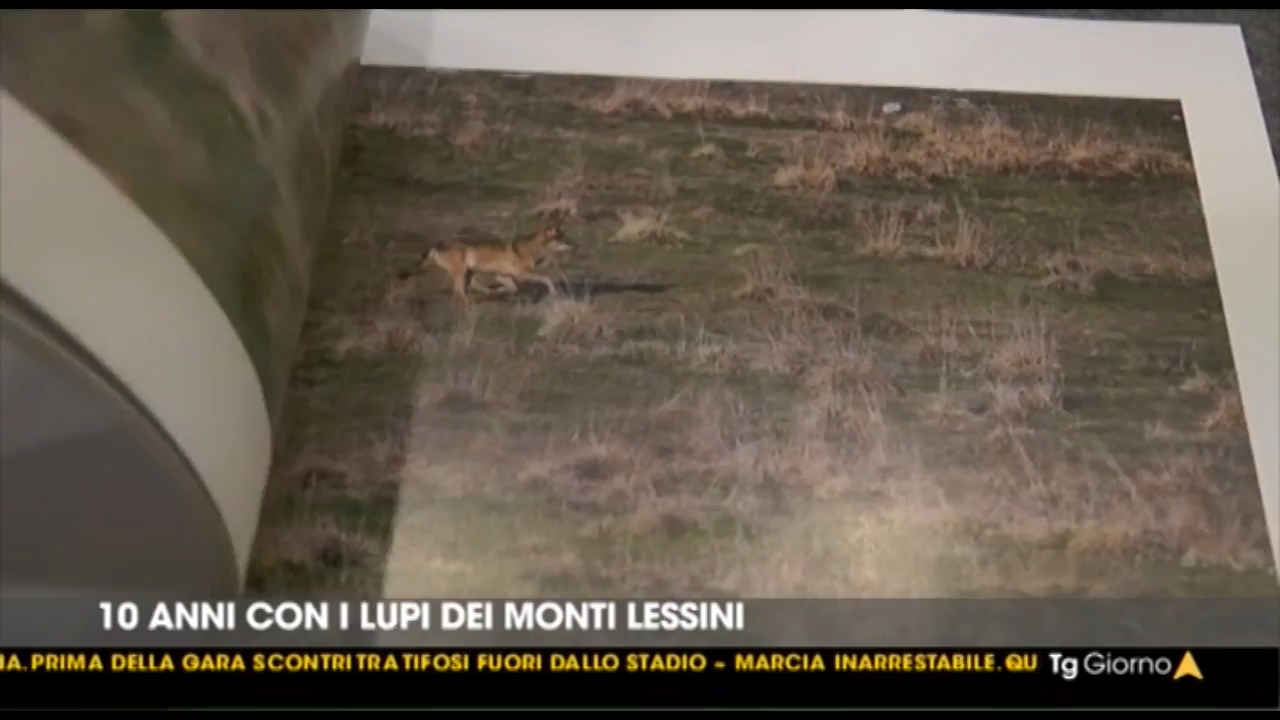 10 ANNI CON I LUPI DEI MONTI LESSINI
IA. PRIMA DELLA GARA SCONTRI TRA TIFOSI FUORI DALLO STADIO - MARCIA INARRESTABILE. QU
Tg Giorno